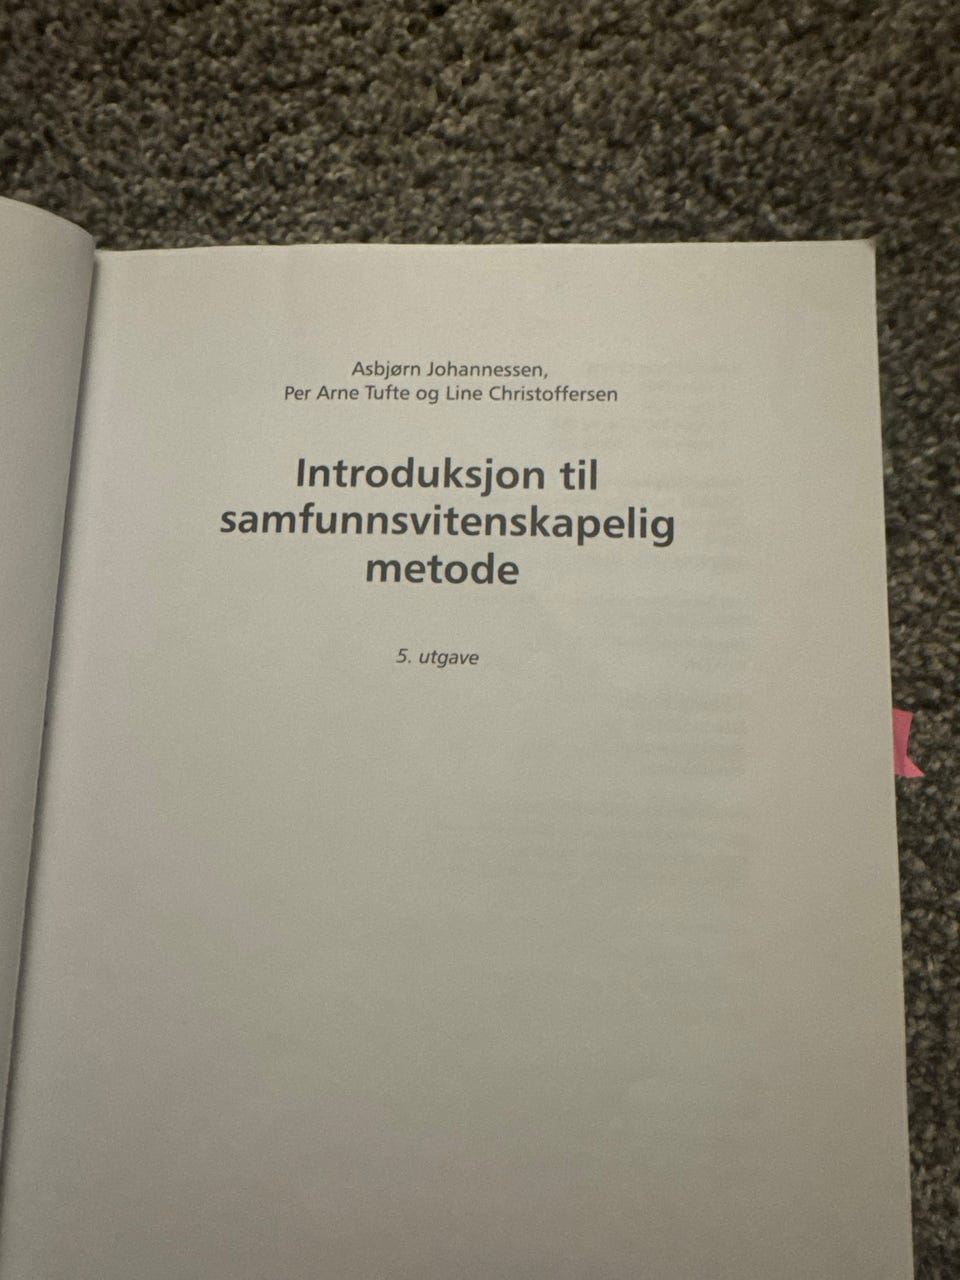 Asbjørn Johannessen,
Per Arne Tufte og Line Christoffersen
Introduksjon til
samfunnsvitenskapelig
metode
5. utgave